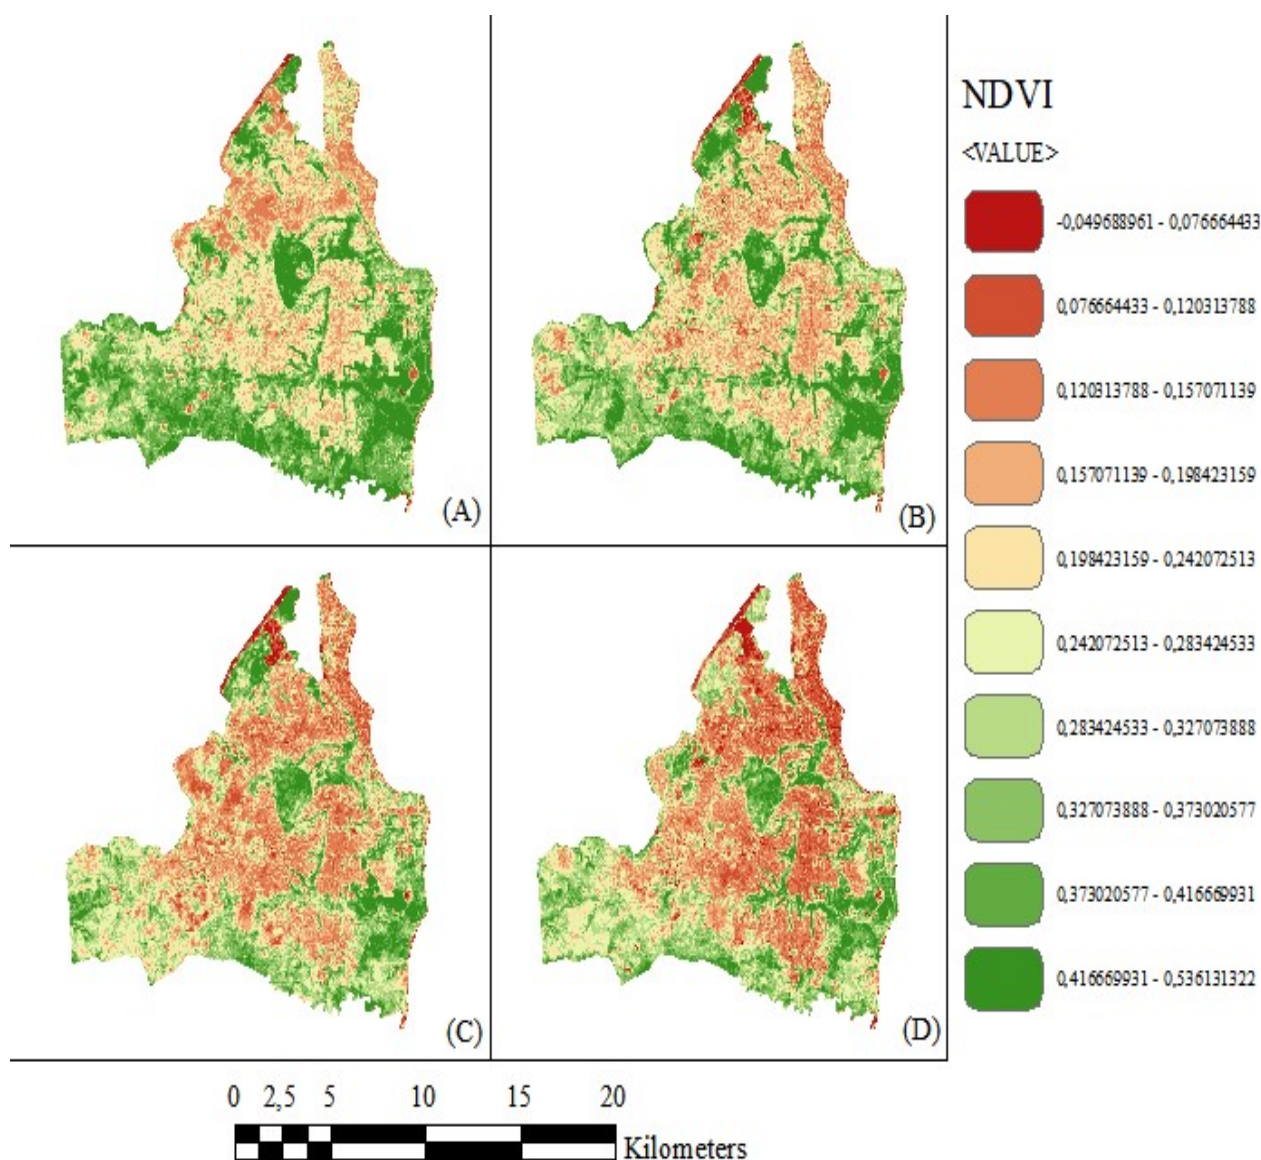 NDVI
<VALUE>
-0,049688961 - 0,076664433
0,076664433 - 0,120313788
0,120313788 - 0,157071139
0,157071139 - 0,198423159
0,198423159 - 0,242072513
0,242072513 - 0,283424533
0,283424533 - 0,327073888
0,327073888 - 0,373020577
0,373020577 - 0,416669931
0,416669931 - 0,536131322
(A)
(B)
(C)
(D)
0 2,5 5 10 15 20
Kilometers